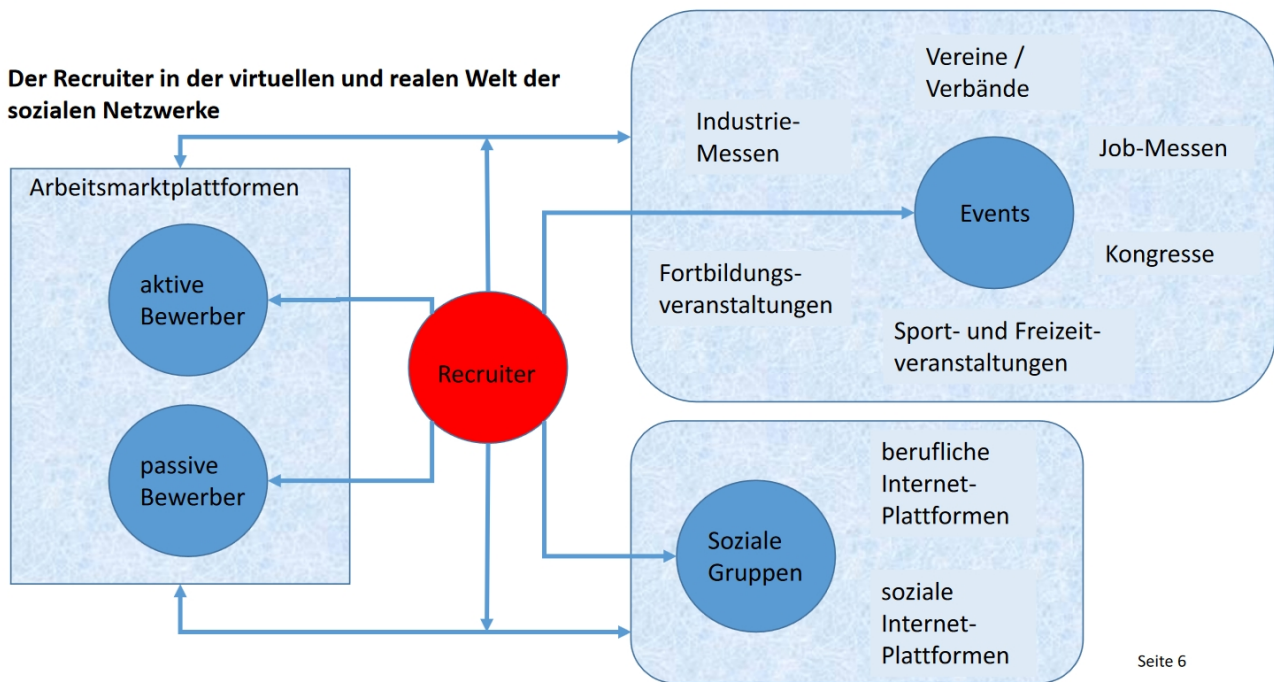 Der Recruiter in der virtuellen und realen Welt der
sozialen Netzwerke
Arbeitsmarktplattformen
aktive
Bewerber
passive
Bewerber
Recruiter
Vereine /
Verbände
Industrie-
Messen
Job-Messen
Events
Kongresse
Fortbildungs-
veranstaltungen
Sport- und Freizeit-
veranstaltungen
berufliche
Internet-
Plattformen
Soziale
Gruppen
soziale
Internet-
Plattformen
Seite 6